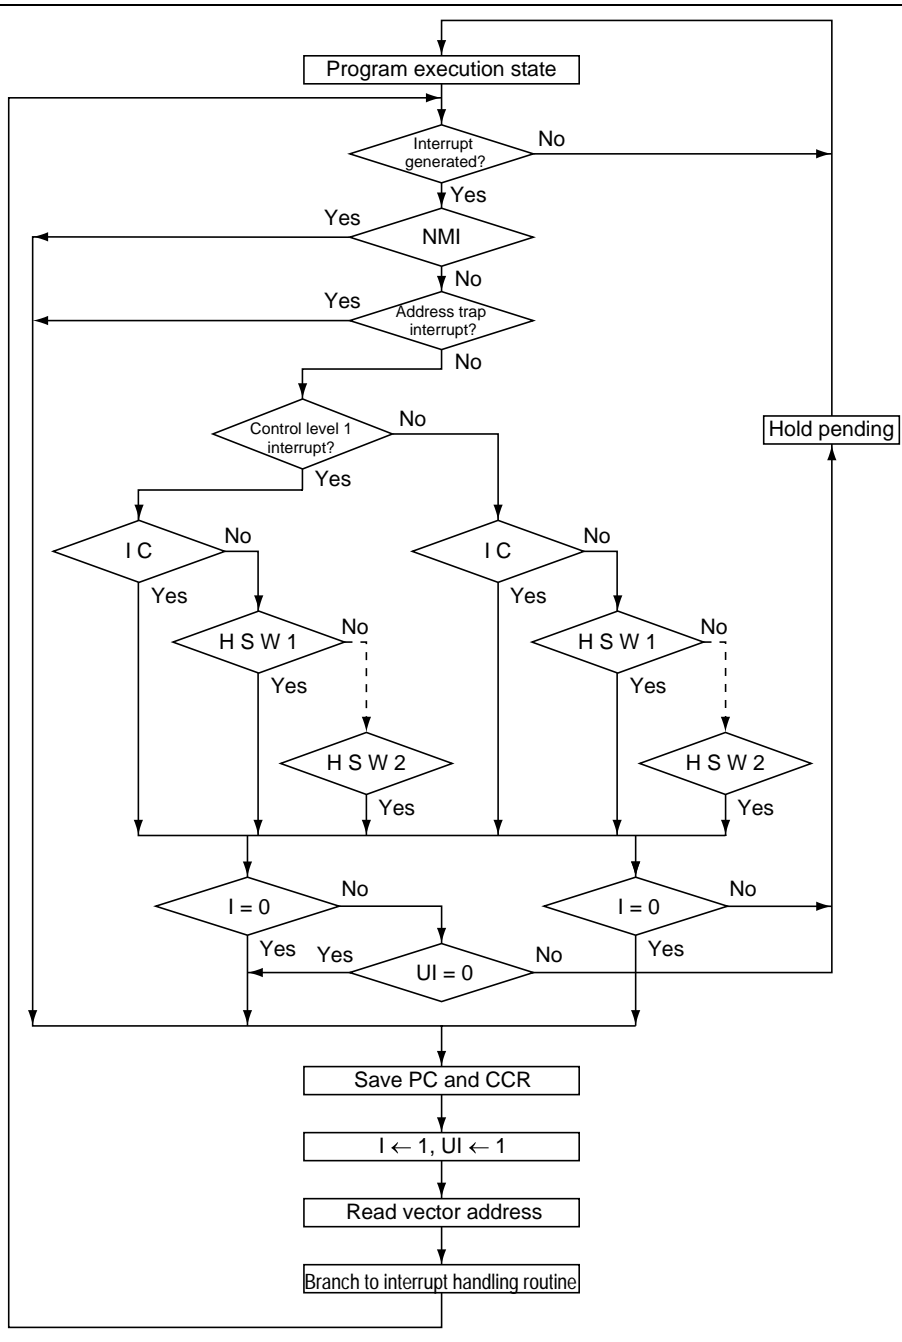 Program execution state
Interrupt
generated?
No
Yes
NMI
Yes
No
Address trap
interrupt?
Yes
No
Control level 1
interrupt?
No
Hold pending
Yes
I C
No
I C
No
Yes
Yes
H S W 1
No
H S W 1
No
Yes
Yes
H S W 2
H S W 2
Yes
Yes
I = 0
No
I = 0
No
Yes
Yes
UI = 0
No
Yes
Save PC and CCR
I ← 1, UI ← 1
Read vector address
Branch to interrupt handling routine